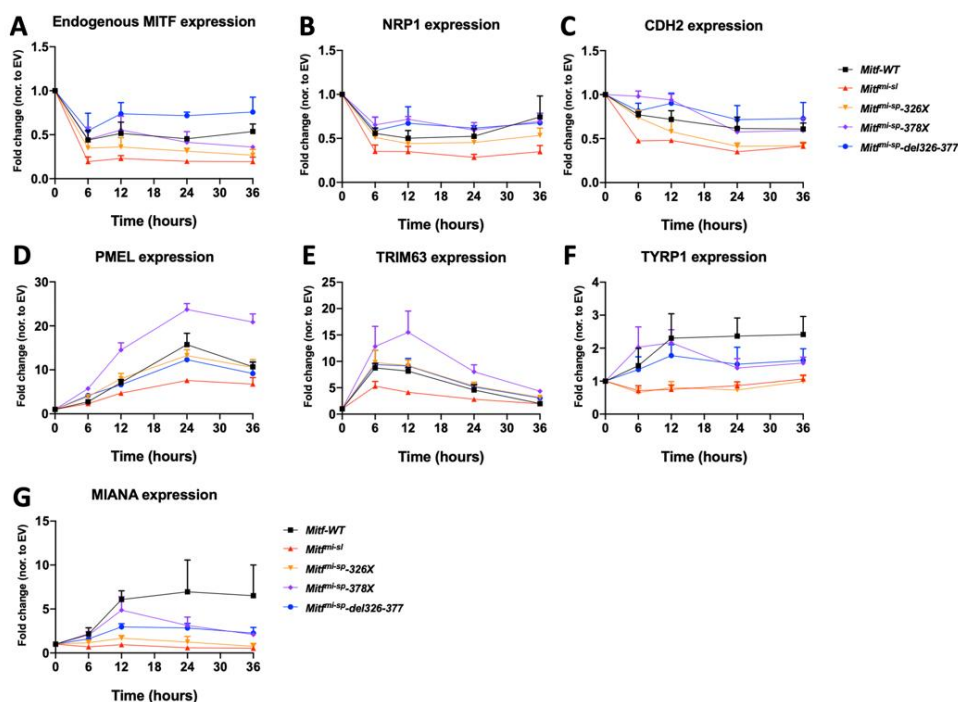 A
Endogenous MITF expression
Fold change (nor. to EV)
1.5
1.0
0.5
0.0
0 6 12 18 24 30 36
Time (hours)
B
NRP1 expression
Fold change (nor. to EV)
1.5
1.0
0.5
0.0
0 6 12 18 24 30 36
Time (hours)
C
CDH2 expression
Fold change (nor. to EV)
1.5
1.0
0.5
0.0
0 6 12 18 24 30 36
Time (hours)
Mitf-WT
Mitfmi-sl
Mitfmi-sp-326X
Mitfmi-sp-378X
Mitfmi-sp-del326-377
D
PMEL expression
Fold change (nor. to EV)
30
20
10
0
0 6 12 18 24 30 36
Time (hours)
E
TRIM63 expression
Fold change (nor. to EV)
25
20
15
10
5
0
0 6 12 18 24 30 36
Time (hours)
F
TYRP1 expression
Fold change (nor. to EV)
4
3
2
1
0
0 6 12 18 24 30 36
Time (hours)
G
MIANA expression
Fold change (nor. to EV)
15
10
5
0
0 6 12 18 24 30 36
Time (hours)
Mitf-WT
Mitfmi-sl
Mitfmi-sp-326X
Mitfmi-sp-378X
Mitfmi-sp-del326-377